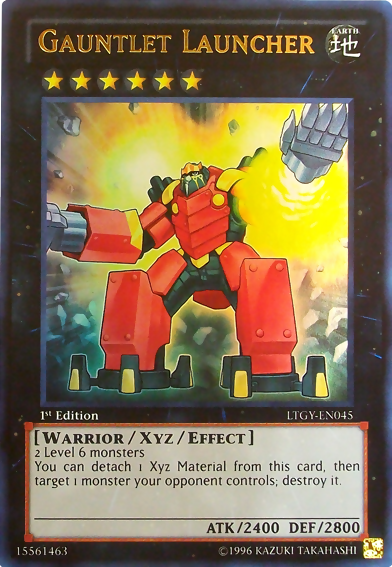 GAUNTLET LAUNCHER
EARTH
地
1st Edition
LTGY-EN045
[WARRIOR/XYZ/EFFECT]
2 Level 6 monsters
You can detach 1 Xyz Material from this card, then
target 1 monster your opponent controls; destroy it.
ATK/2400 DEF/2800
15561463
©1996 KAZUKI TAKAHASHI